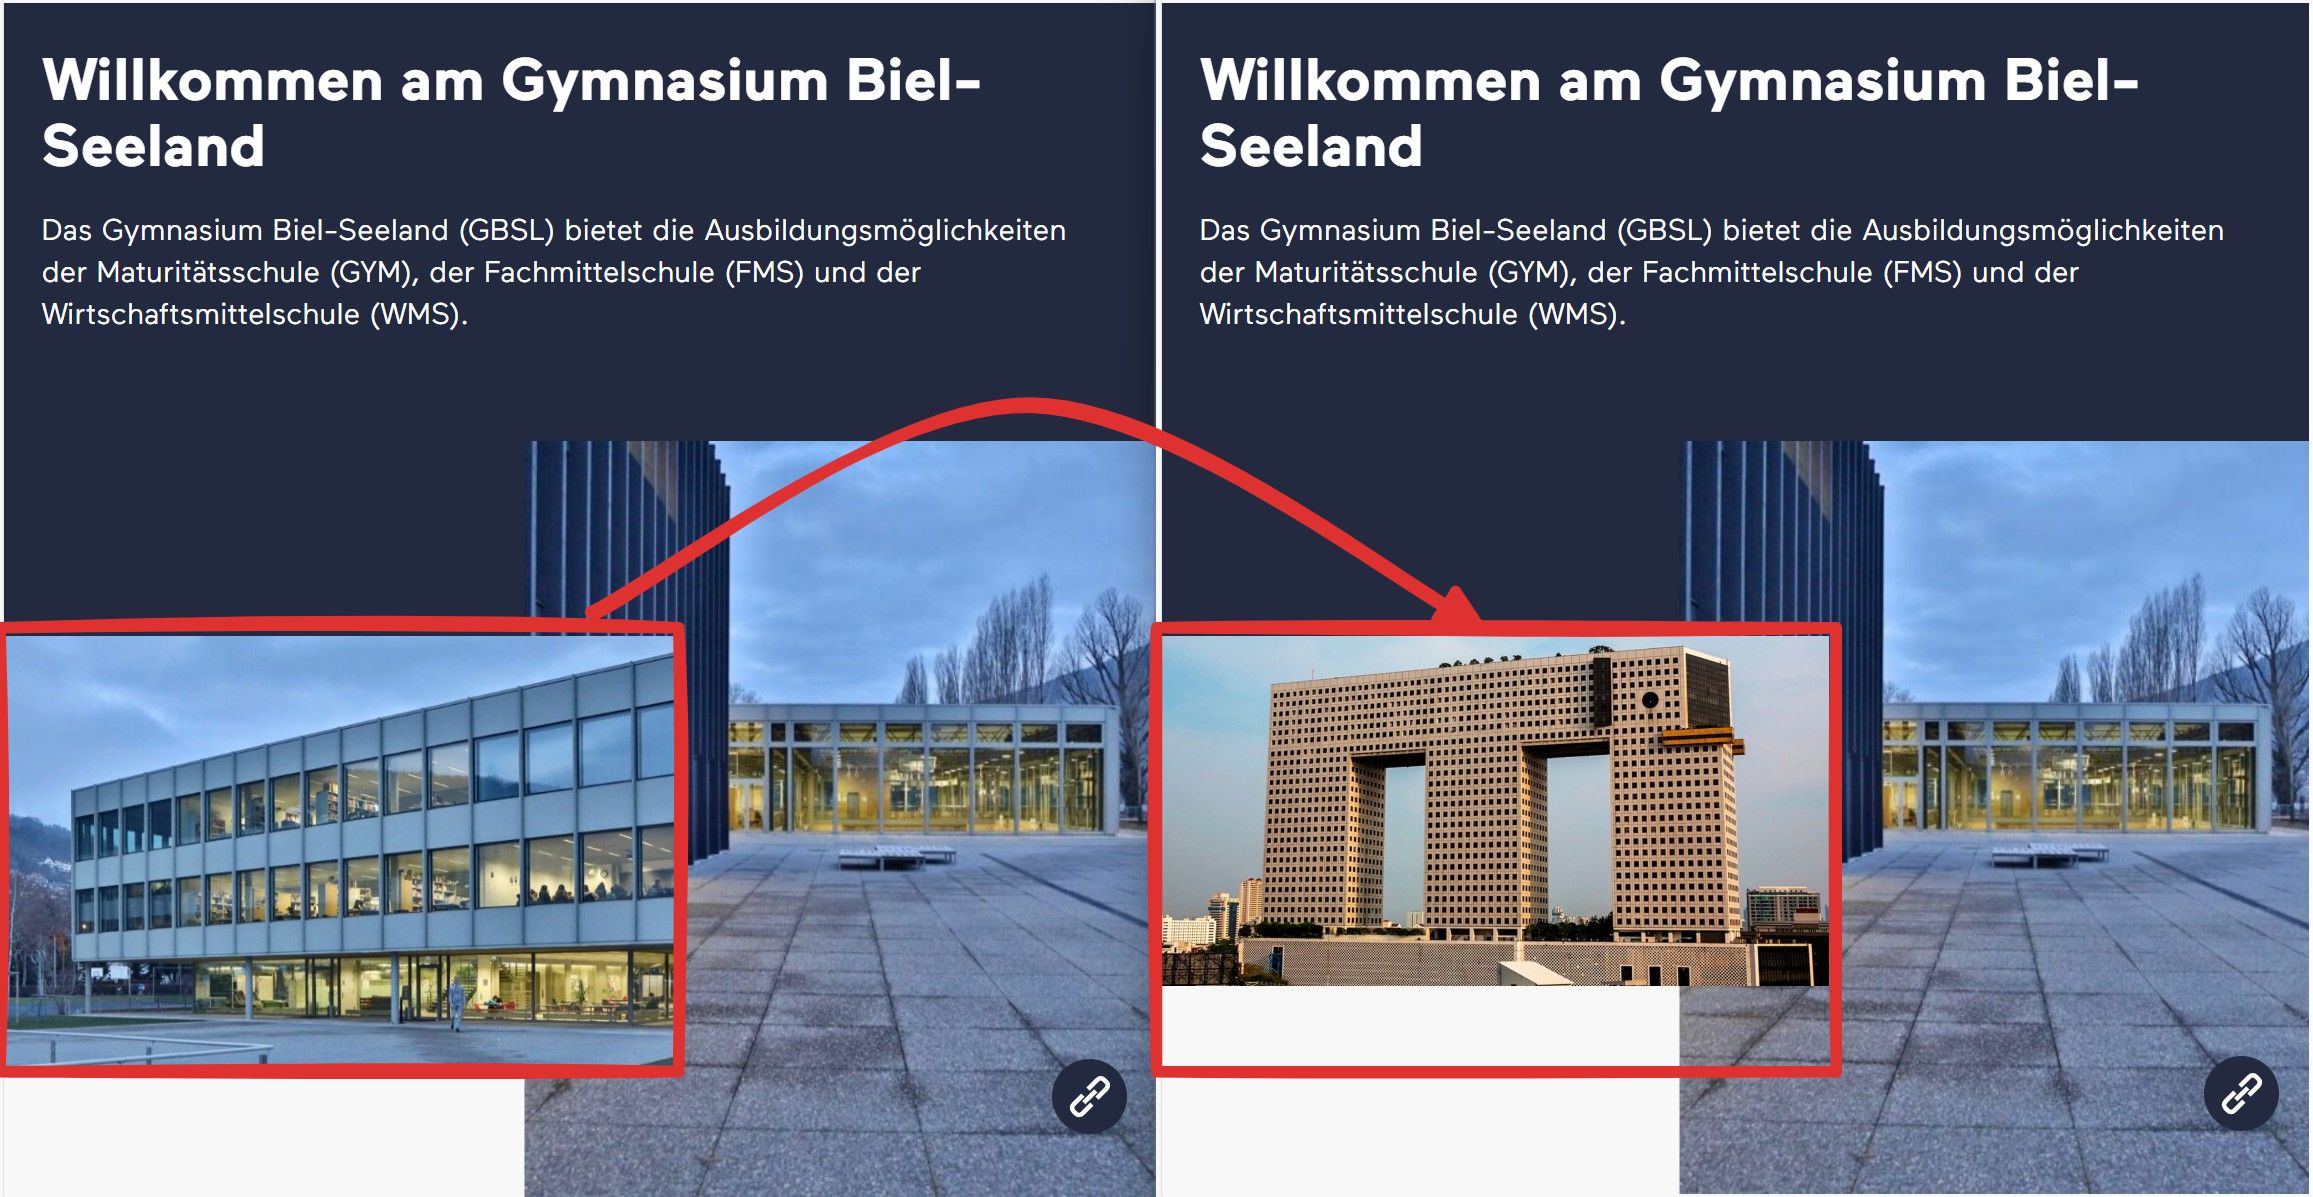 Willkommen am Gymnasium Biel-
Seeland
Das Gymnasium Biel-Seeland (GBSL) bietet die Ausbildungsmöglichkeiten
der Maturitätsschule (GYM), der Fachmittelschule (FMS) und der
Wirtschaftsmittelschule (WMS).
Willkommen am Gymnasium Biel-
Seeland
Das Gymnasium Biel-Seeland (GBSL) bietet die Ausbildungsmöglichkeiten
der Maturitätsschule (GYM), der Fachmittelschule (FMS) und der
Wirtschaftsmittelschule (WMS).